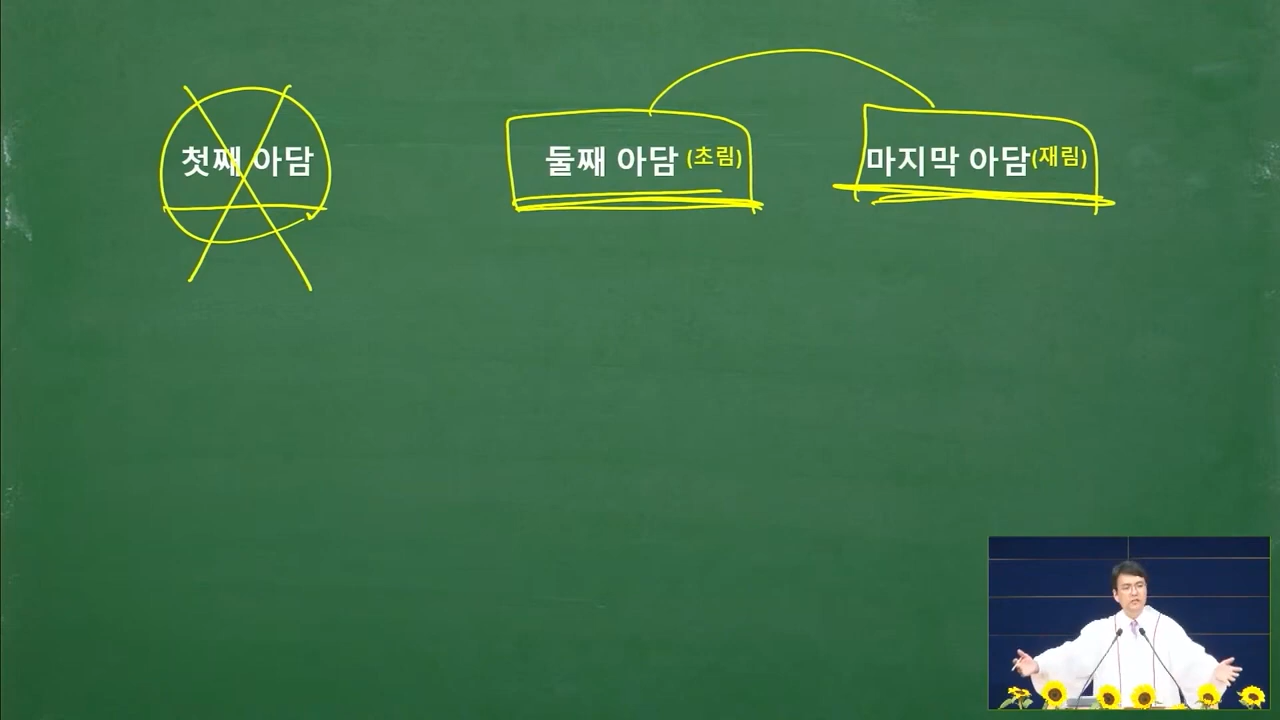 첫째 아담
둘째 아담 (초림)
마지막 아담(재림)